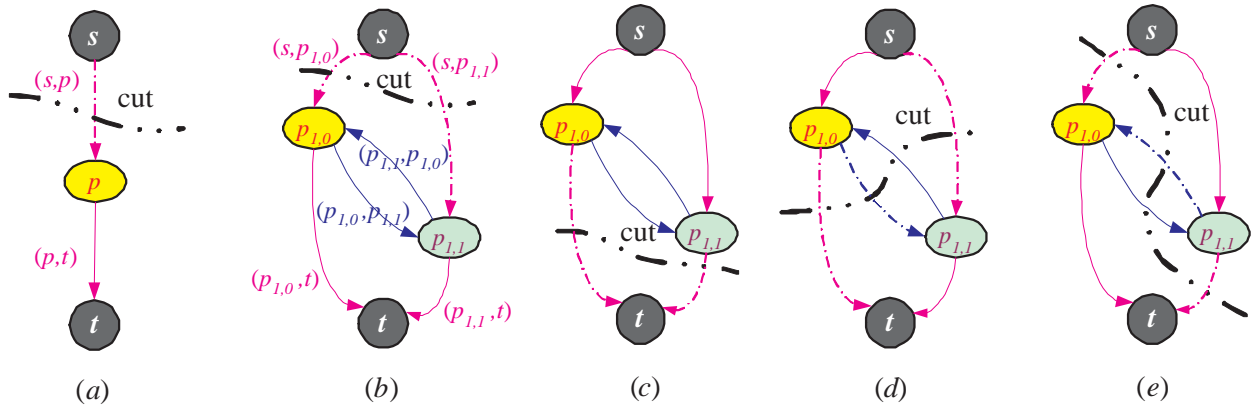 s
(s,p)
cut
p
(p,t)
t
(a)
s
(s,p1,0)
(s,p1,1)
cut
p1,0
(p1,1,p1,0)
(p1,0,p1,1)
p1,1
(p1,0,t)
(p1,1,t)
t
(b)
s
p1,0
p1,1
cut
t
(c)
s
cut
p1,0
p1,1
t
(d)
s
cut
p1,0
p1,1
t
(e)